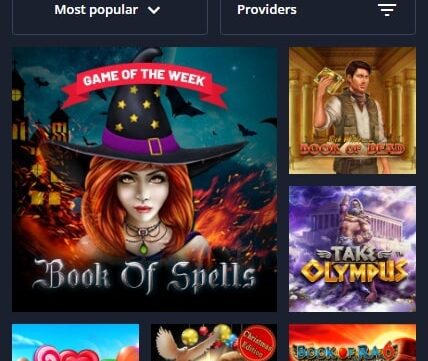 Most popular
Providers
GAME OF THE WEEK
Book Of Spells
BOOK OF DEAD
TAKE
OLYMPUS
Christmas
Edition
BOOK OF